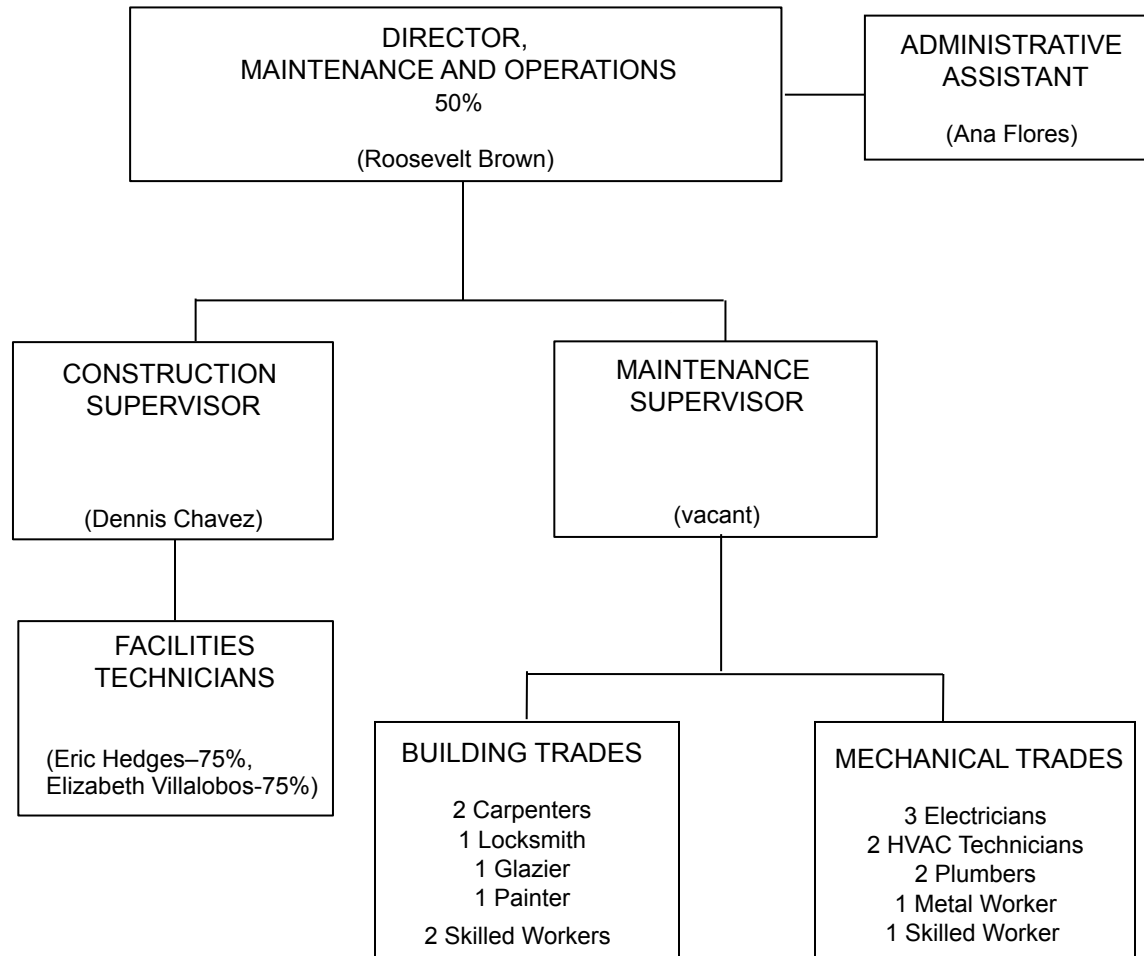 DIRECTOR,
MAINTENANCE AND OPERATIONS
50%
(Roosevelt Brown)
ADMINISTRATIVE
ASSISTANT
(Ana Flores)
CONSTRUCTION
SUPERVISOR
(Dennis Chavez)
MAINTENANCE
SUPERVISOR
(vacant)
FACILITIES
TECHNICIANS
(Eric Hedges–75%,
Elizabeth Villalobos-75%)
BUILDING TRADES
2 Carpenters
1 Locksmith
1 Glazier
1 Painter
2 Skilled Workers
MECHANICAL TRADES
3 Electricians
2 HVAC Technicians
2 Plumbers
1 Metal Worker
1 Skilled Worker